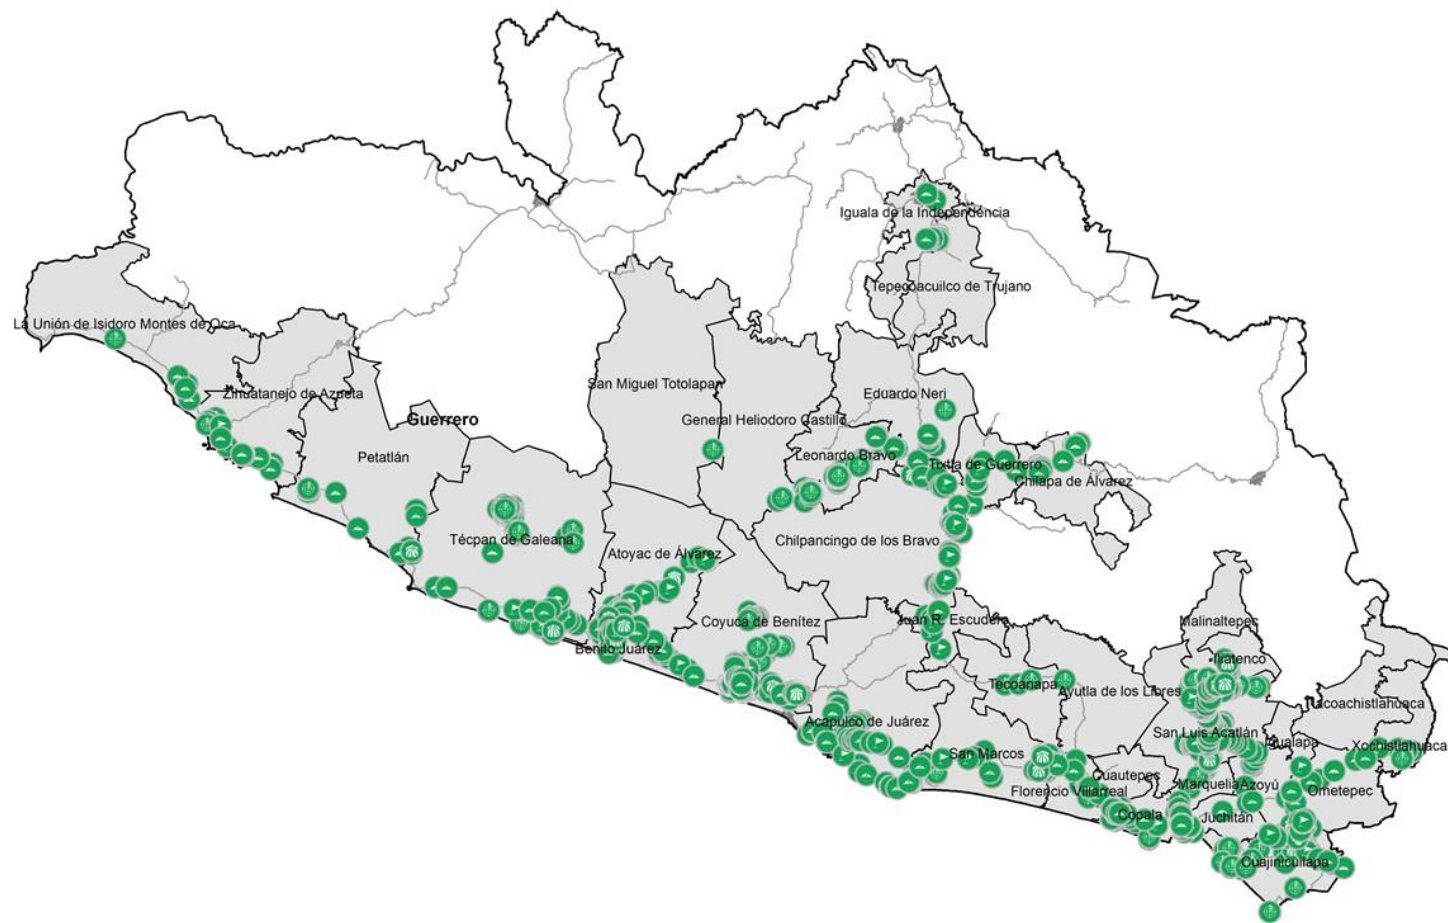 Iguala de la Independencia
Tepecoacuilco de Trujano
La Unión de Isidoro Montes de Oca
San Miguel Totolapan
Zihuatanejo de Azueta
Eduardo Neri
Guerrero
General Heliodoro Castillo
Petatlán
Leonardo Bravo
Tixtla de Guerrero
Chilapa de Álvarez
Técpan de Galeana
Chilpancingo de los Bravo
Atoyac de Álvarez
Coyuca de Benítez
Juan R. Escudero
Malinaltepec
Benito Juárez
Iliatenco
Tecoanapa
Ayutla de los Libres
Tlacoachistlahuaca
Acapulco de Juárez
San Luis Acatlán
Igualapa
Xochistlahuaca
San Marcos
Cuautepec
Marquelia
Azoyú
Ometepec
Florencio Villarreal
Copala
Juchitán
Cuajinicuilapa